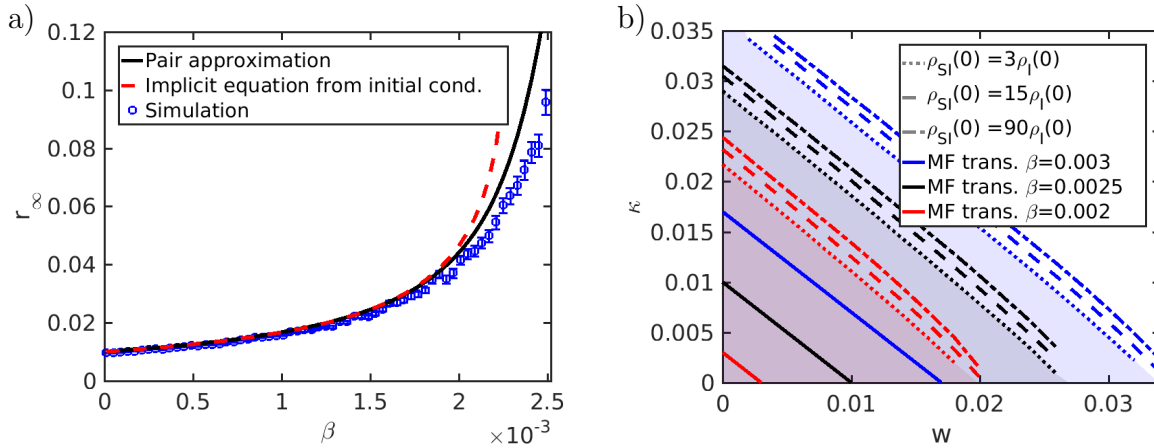 a)
0.12
0.10
0.08
0.06
0.04
0.02
0
r∞
Pair approximation
Implicit equation from initial cond.
Simulation
0 0.5 1 1.5 2 2.5
β
×10⁻³
b)
0.035
0.03
0.025
0.02
0.015
0.01
0.005
0
κ
ρSI(0) =3ρI(0)
ρSI(0) =15ρI(0)
ρSI(0) =90ρI(0)
MF trans. β=0.003
MF trans. β=0.0025
MF trans. β=0.002
0 0.01 0.02 0.03
w